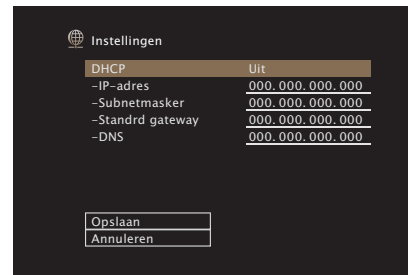 Instellingen
DHCP Uit
-IP-adres 000.000.000.000
-Subnetmasker 000.000.000.000
-Standrd gateway 000.000.000.000
-DNS 000.000.000.000
Opslaan
Annuleren